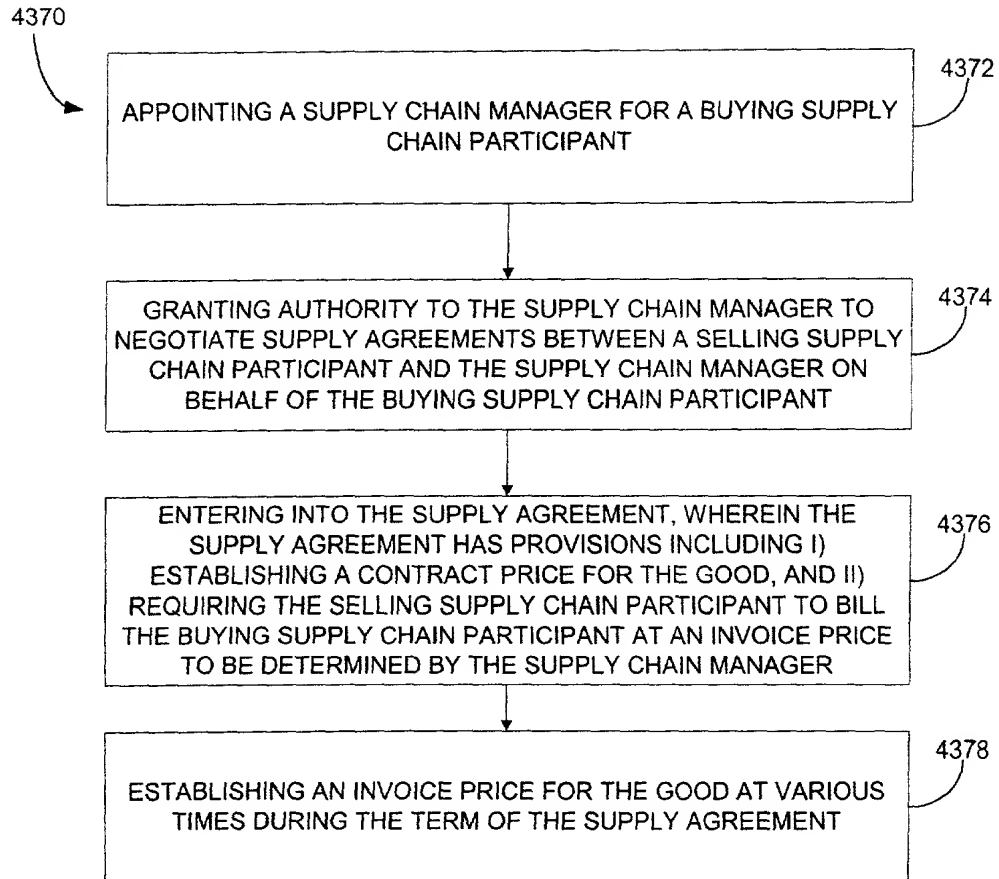 4370
4372
APPOINTING A SUPPLY CHAIN MANAGER FOR A BUYING SUPPLY
CHAIN PARTICIPANT
4374
GRANTING AUTHORITY TO THE SUPPLY CHAIN MANAGER TO
NEGOTIATE SUPPLY AGREEMENTS BETWEEN A SELLING SUPPLY
CHAIN PARTICIPANT AND THE SUPPLY CHAIN MANAGER ON
BEHALF OF THE BUYING SUPPLY CHAIN PARTICIPANT
4376
ENTERING INTO THE SUPPLY AGREEMENT, WHEREIN THE
SUPPLY AGREEMENT HAS PROVISIONS INCLUDING I)
ESTABLISHING A CONTRACT PRICE FOR THE GOOD, AND II)
REQUIRING THE SELLING SUPPLY CHAIN PARTICIPANT TO BILL
THE BUYING SUPPLY CHAIN PARTICIPANT AT AN INVOICE PRICE
TO BE DETERMINED BY THE SUPPLY CHAIN MANAGER
4378
ESTABLISHING AN INVOICE PRICE FOR THE GOOD AT VARIOUS
TIMES DURING THE TERM OF THE SUPPLY AGREEMENT